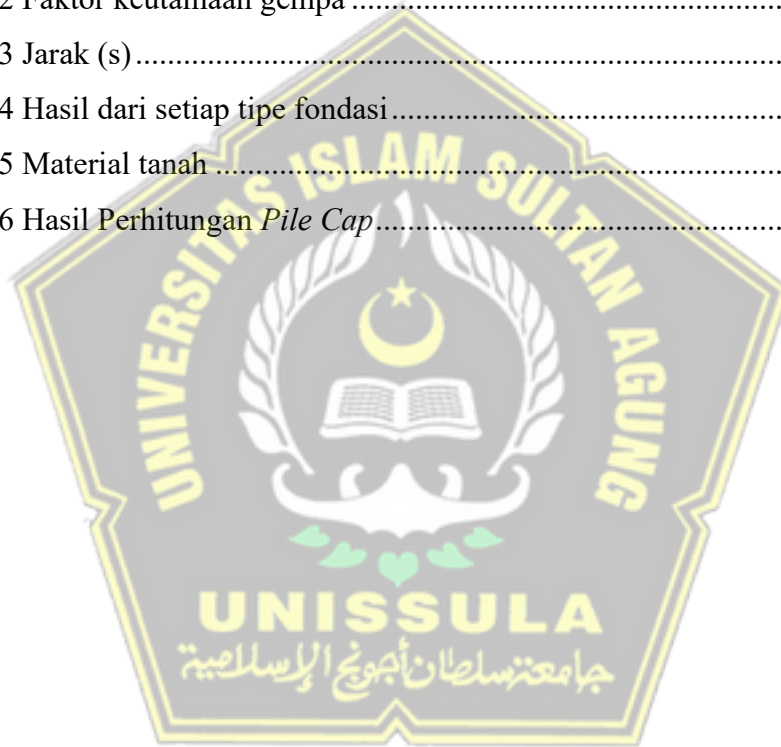 2 Faktor keutamaan gempa ........................................................
3 Jarak (s) ........................................................................................
4 Hasil dari setiap tipe fondasi ....................................................
5 Material tanah ..............................................................................
6 Hasil Perhitungan Pile Cap ......................................................
UNIVERSITAS ISLAM SULTAN AGUNG
UNISSULA
جامعة سلطان أجونج الإسلامية